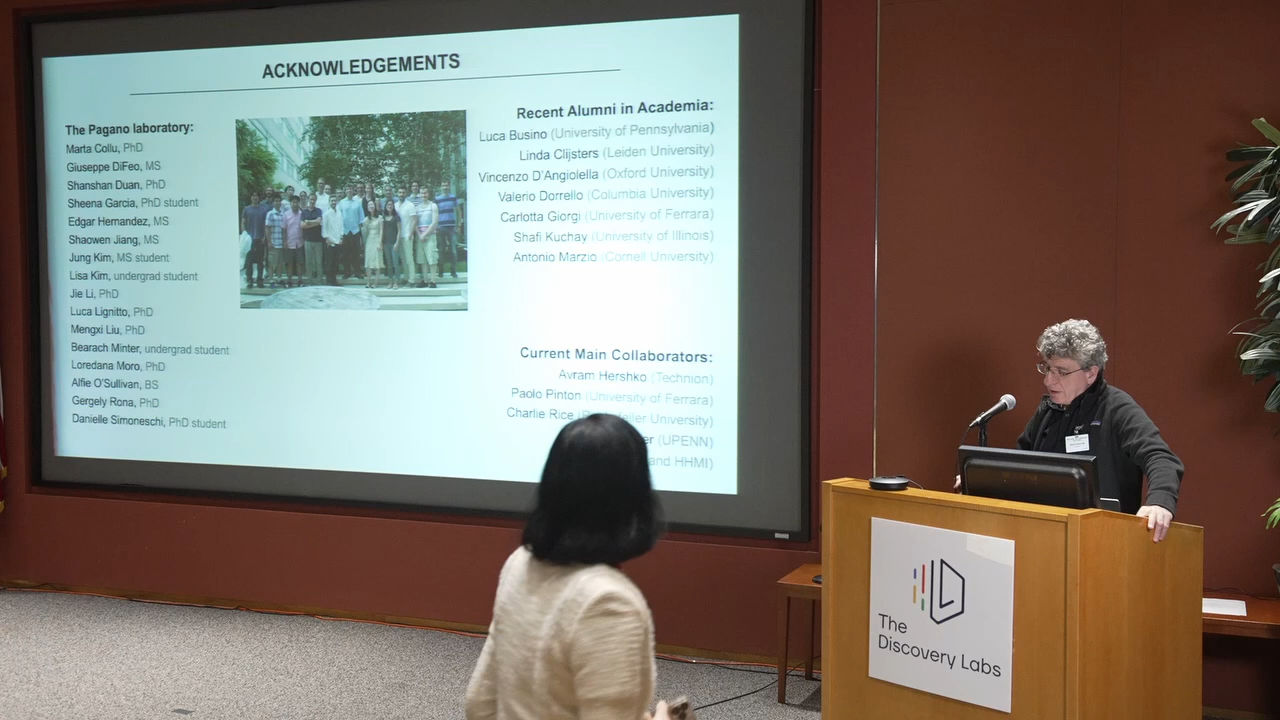 ACKNOWLEDGEMENTS
The Pagano laboratory:
Marta Collu, PhD
Giuseppe DiFeo, MS
Shanshan Duan, PhD
Sheena Garcia, PhD student
Edgar Hernandez, MS
Shaowen Jiang, MS
Jung Kim, MS student
Lisa Kim, undergrad student
Jie Li, PhD
Luca Lignitto, PhD
Mengxi Liu, PhD
Bearach Minter, undergrad student
Loredana Moro, PhD
Alfie O'Sullivan, BS
Gergely Rona, PhD
Danielle Simoneschi, PhD student
Recent Alumni in Academia:
Luca Busino (University of Pennsylvania)
Linda Clijsters (Leiden University)
Vincenzo D'Angiolella (Oxford University)
Valerio Dorrello (Columbia University)
Carlotta Giorgi (University of Ferrara)
Shafi Kuchay (University of Illinois)
Antonio Marzio (Cornell University)
Current Main Collaborators:
Avram Hershko (Technion)
Paolo Pinton (University of Ferrara)
Charlie Rice University)
(UPENN)
and HHMI)
The
Discovery Labs